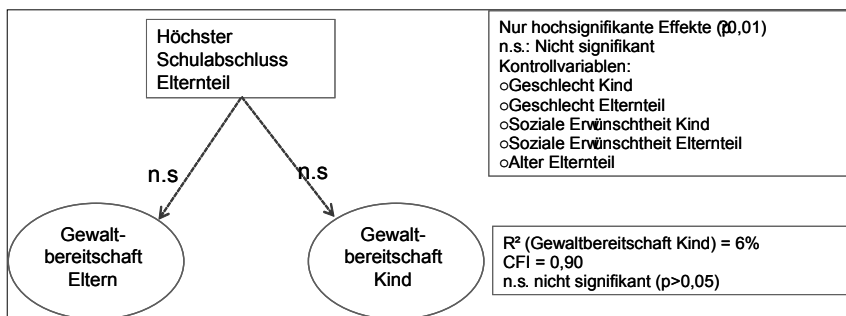 Höchster
Schulabschluss
Elternteil
Nur hochsignifikante Effekte (p0,01)
n.s.: Nicht signifikant
Kontrollvariablen:
○Geschlecht Kind
○Geschlecht Elternteil
○Soziale Erwünschtheit Kind
○Soziale Erwünschtheit Elternteil
○Alter Elternteil
n.s
n.s
Gewalt-
bereitschaft
Eltern
Gewalt-
bereitschaft
Kind
R² (Gewaltbereitschaft Kind) = 6%
CFI = 0,90
n.s. nicht signifikant (p>0,05)